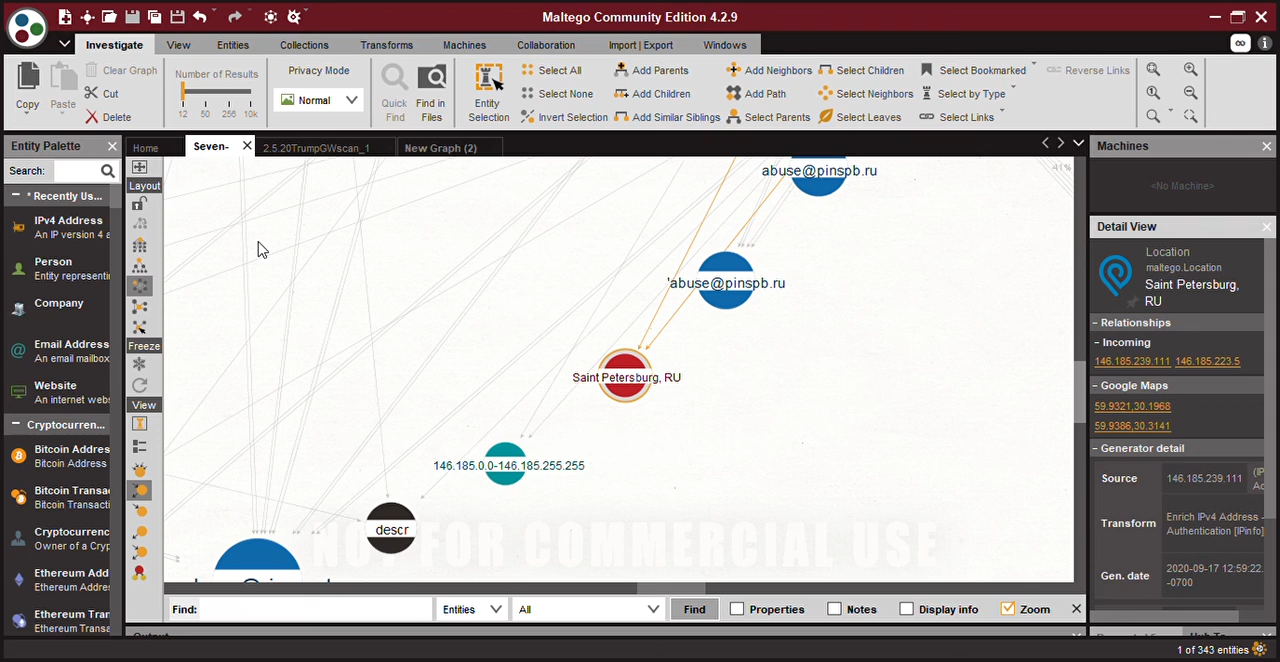 Maltego Community Edition 4.2.9
Investigate View Entities Collections Transforms Machines Collaboration Import | Export Windows
Copy Paste Clear Graph Cut Delete
Number of Results
12 50 256 10k
Privacy Mode
Normal
Quick Find
Find in Files
Entity Selection
Select All Add Parents Add Neighbors Select Children Select Bookmarked Reverse Links
Select None Add Children Add Path Select Neighbors Select by Type
Invert Selection Add Similar Siblings Select Parents Select Leaves Select Links
Entity Palette
Search:
* Recently Us...
IPv4 Address
An IP version 4 a
Person
Entity representin
Company
Email Address
An email mailbox
Website
An internet webs
Cryptocurren...
Bitcoin Address
Bitcoin Address
Bitcoin Transac
Bitcoin Transacti
Cryptocurrenc
Owner of a Cryp
Ethereum Add
Ethereum Addres
Ethereum Tran
Ethereum Transa
Home Seven- 2.5.20TrumpGWscan_1 New Graph (2)
Layout
Freeze
View
41%
abuse@pinspb.ru
'abuse@pinspb.ru
Saint Petersburg, RU
146.185.0.0-146.185.255.255
descr
NOT FOR COMMERCIAL USE
Find: Entities All Find Properties Notes Display info Zoom
Output
Machines
<No Machine>
Detail View
Location
maltego.Location
Saint Petersburg,
RU
Relationships
Incoming
146.185.239.111 146.185.223.5
Google Maps
59.9321,30.1968
59.9386,30.3141
Generator detail
Source 146.185.239.111
Transform Enrich IPv4 Address -
Authentication [IPinfo]
Gen. date 2020-09-17 12:59:22.
-0700
1 of 343 entities